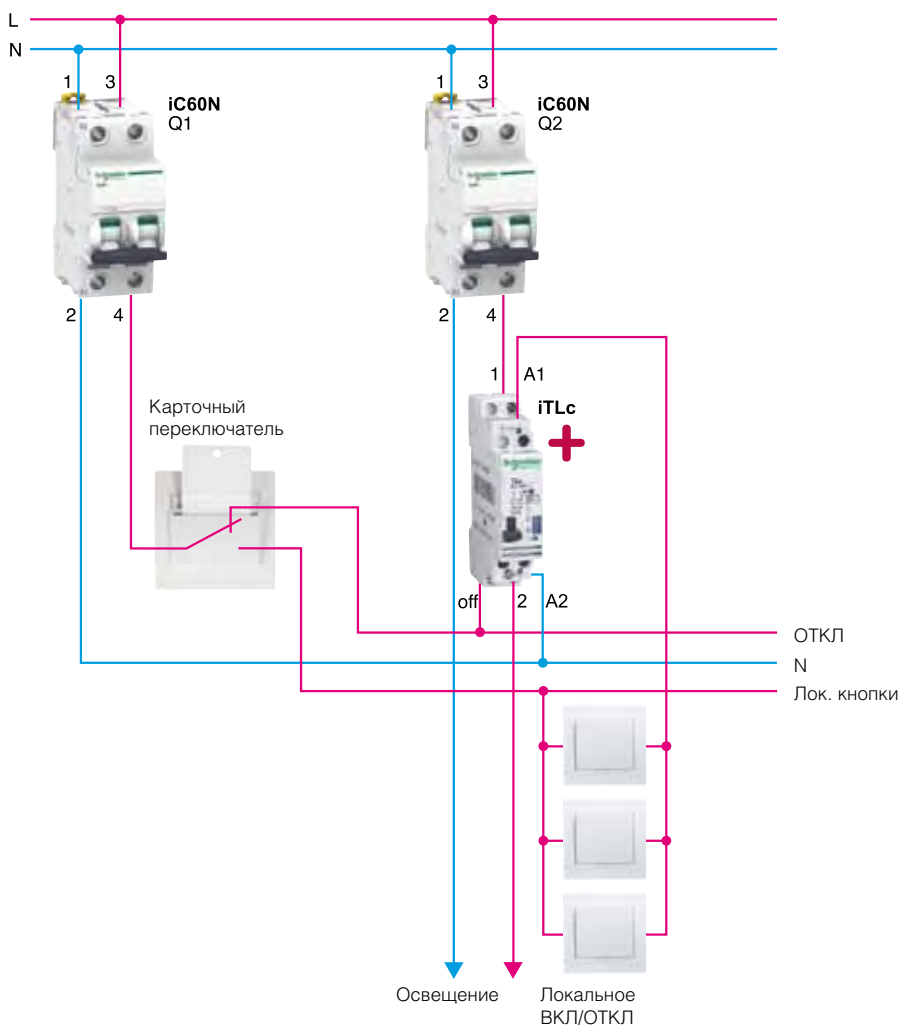 L
N
1 3
iC60N
Q1
1 3
iC60N
Q2
2 4
2 4
1 A1
iTLc
Карточный
переключатель
off 2 A2
ОТКЛ
N
Лок. кнопки
Освещение
Локальное
ВКЛ/ОТКЛ